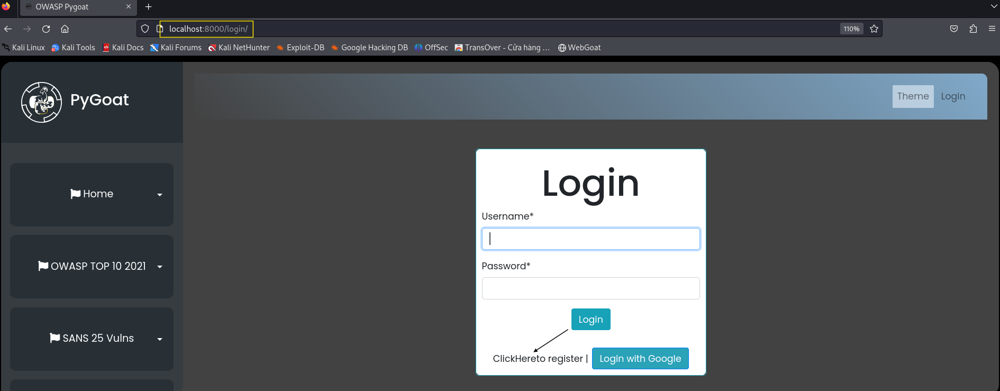 OWASP Pygoat
localhost:8000/login/
110%
Kali Linux Kali Tools Kali Docs Kali Forums Kali NetHunter Exploit-DB Google Hacking DB OffSec TransOver - Cửa hàng ... WebGoat
PyGoat
Theme Login
Home
OWASP TOP 10 2021
SANS 25 Vulns
Login
Username*
Password*
Login
ClickHereto register | Login with Google